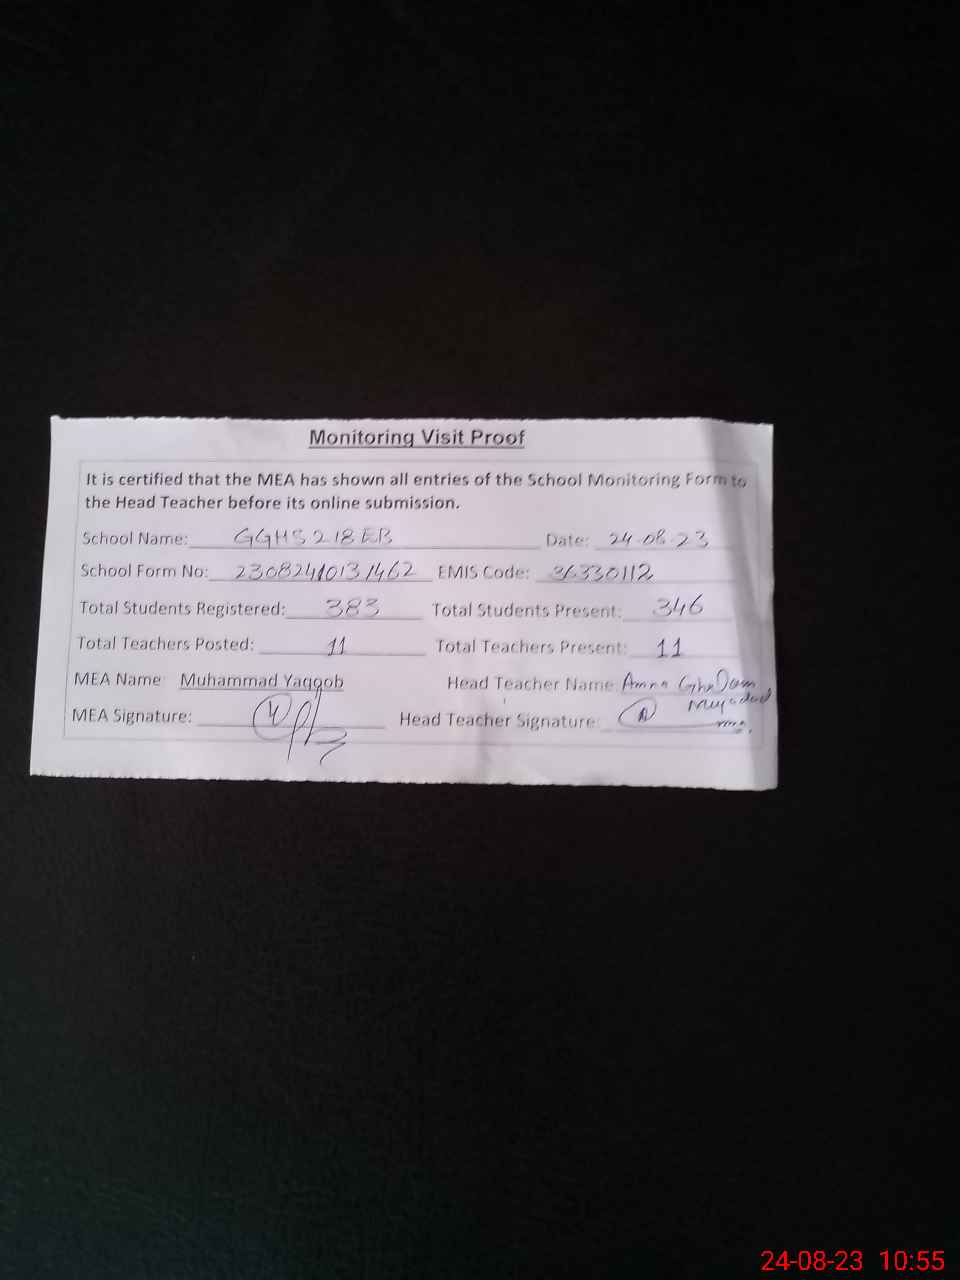 Monitoring Visit Proof
It is certified that the MEA has shown all entries of the School Monitoring Form to
the Head Teacher before its online submission.
School Name: GGHS 218 EB Date: 24-08-23
School Form No: 23082410131462 EMIS Code: 36330112
Total Students Registered: 383 Total Students Present: 346
Total Teachers Posted: 11 Total Teachers Present: 11
MEA Name Muhammad Yaqoob Head Teacher Name Amna
MEA Signature: Head Teacher Signature:
24-08-23 10:55